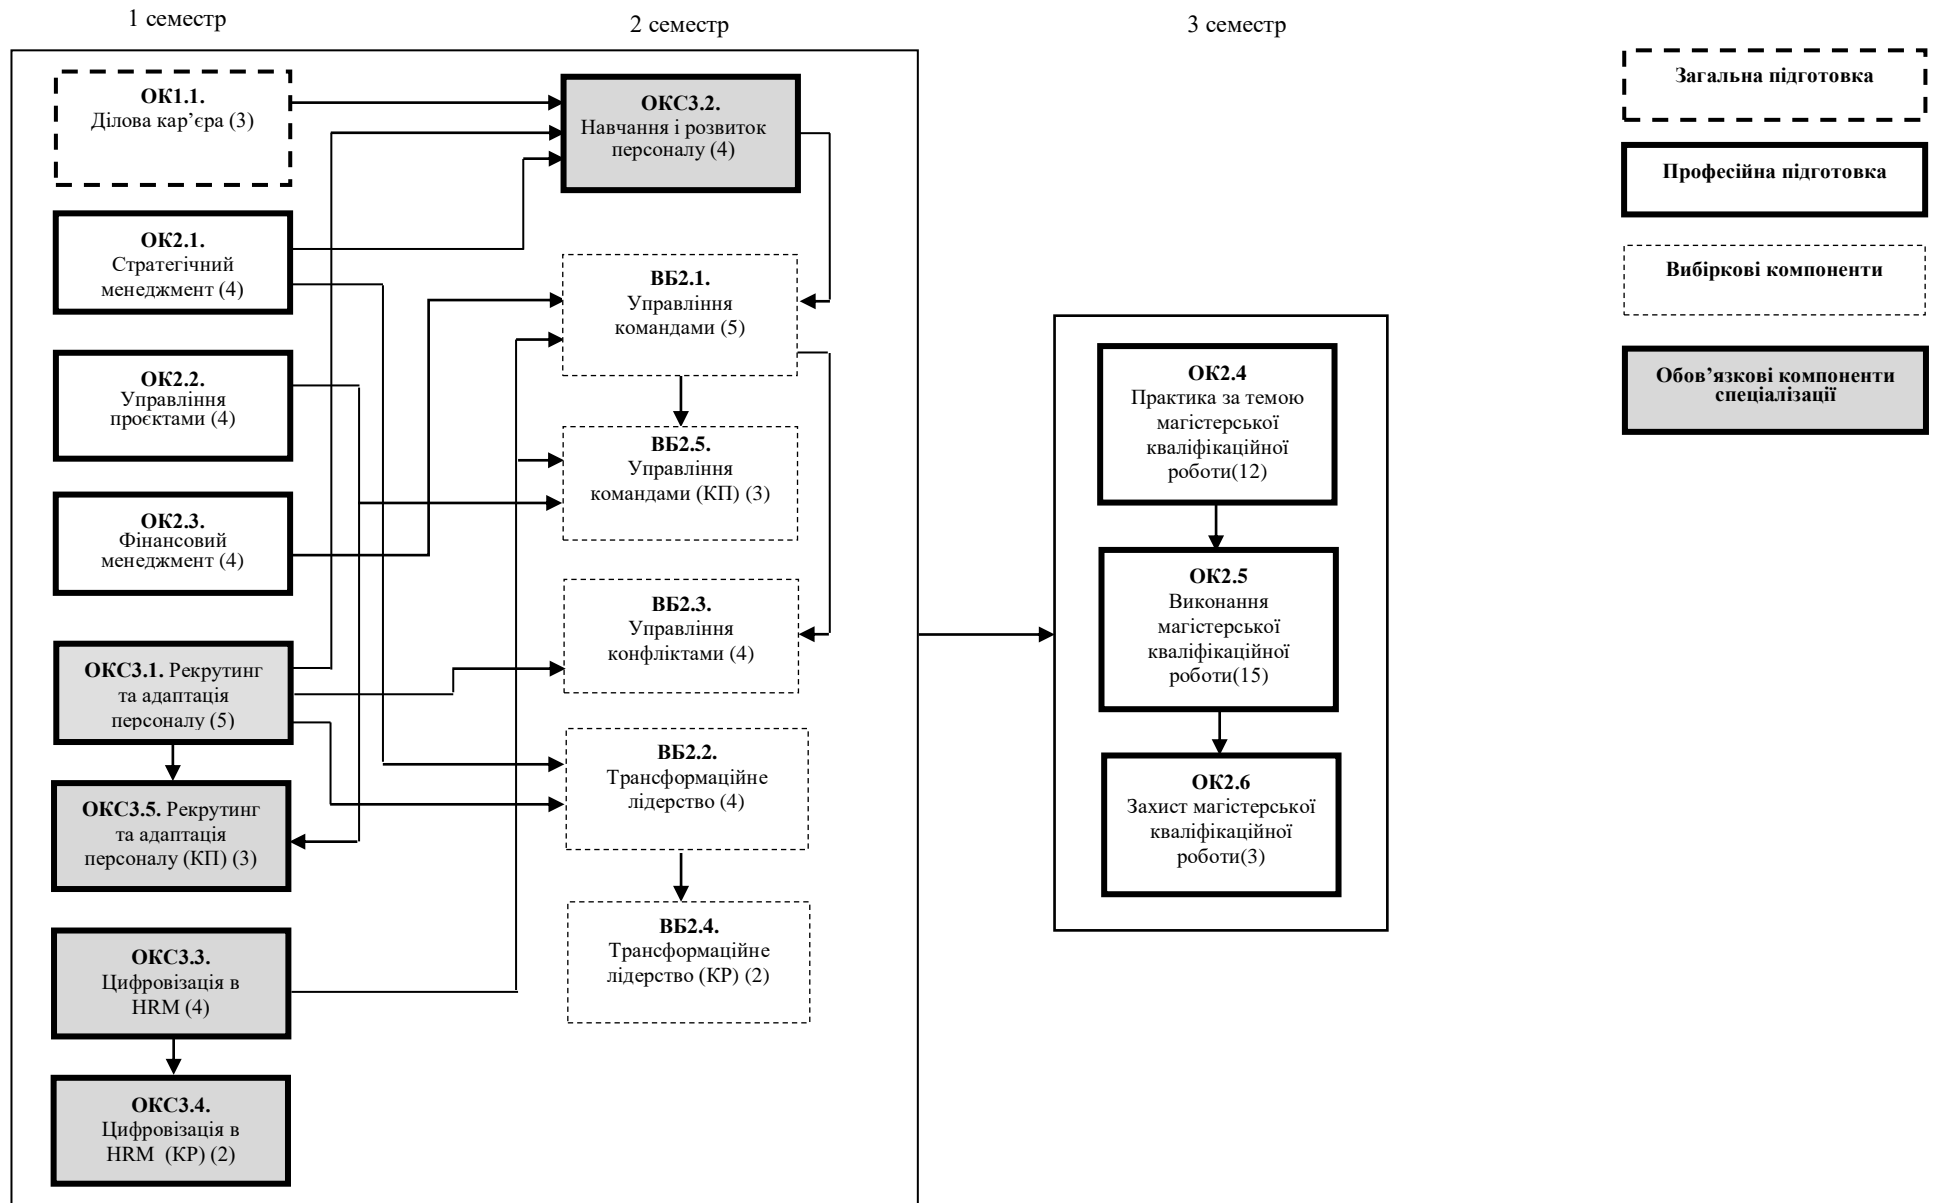 1 семестр
2 семестр
3 семестр
ОК1.1.
Ділова кар’єра (3)
ОК2.1.
Стратегічний
менеджмент (4)
ОК2.2.
Управління
проєктами (4)
ОК2.3.
Фінансовий
менеджмент (4)
ОКС3.1. Рекрутинг
та адаптація
персоналу (5)
ОКС3.5. Рекрутинг
та адаптація
персоналу (КП) (3)
ОКС3.3.
Цифровізація в
HRM (4)
ОКС3.4.
Цифровізація в
HRM (КР) (2)
ОКС3.2.
Навчання і розвиток
персоналу (4)
ВБ2.1.
Управління
командами (5)
ВБ2.5.
Управління
командами (КП) (3)
ВБ2.3.
Управління
конфліктами (4)
ВБ2.2.
Трансформаційне
лідерство (4)
ВБ2.4.
Трансформаційне
лідерство (КР) (2)
ОК2.4
Практика за темою
магістерської
кваліфікаційної
роботи(12)
ОК2.5
Виконання
магістерської
кваліфікаційної
роботи(15)
ОК2.6
Захист магістерської
кваліфікаційної
роботи(3)
Загальна підготовка
Професійна підготовка
Вибіркові компоненти
Обов’язкові компоненти
спеціалізації